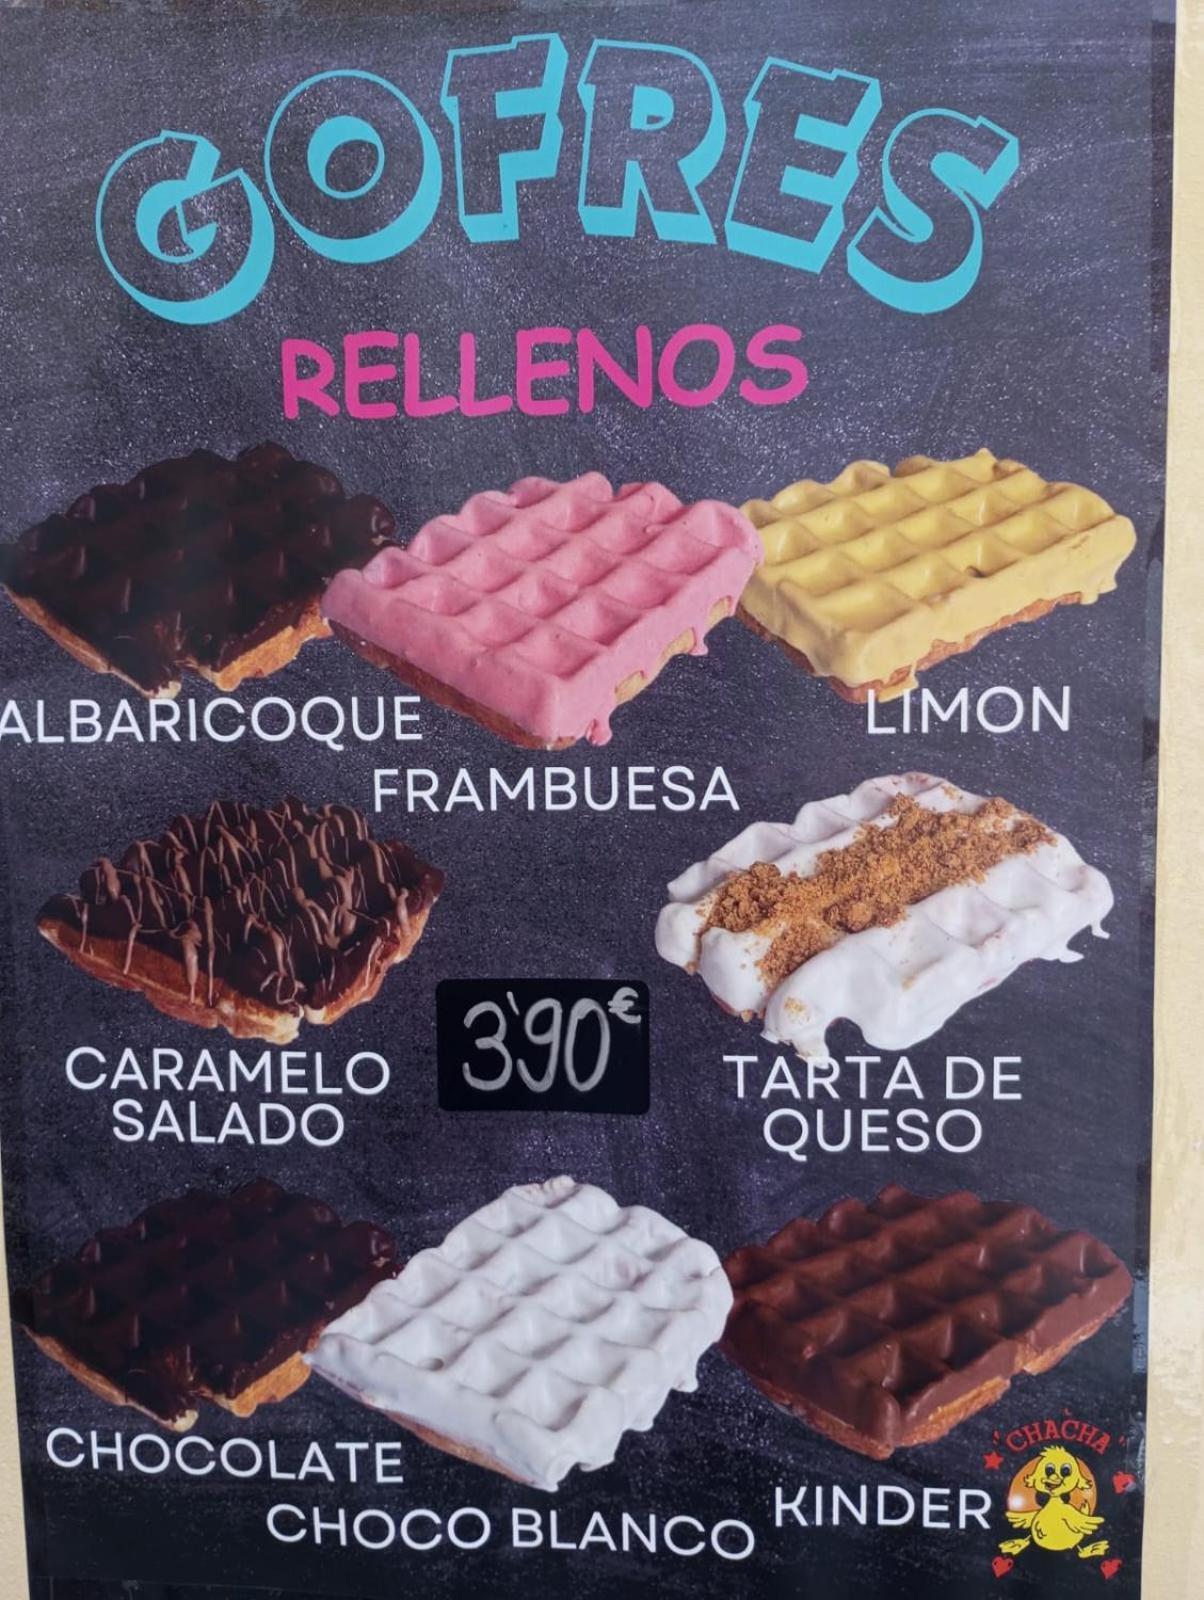 GOFRES
RELLENOS
ALBARICOQUE
FRAMBUESA
LIMON
CARAMELO
SALADO
3'90€
TARTA DE
QUESO
CHOCOLATE
CHOCO BLANCO
KINDER
"CHACHA"